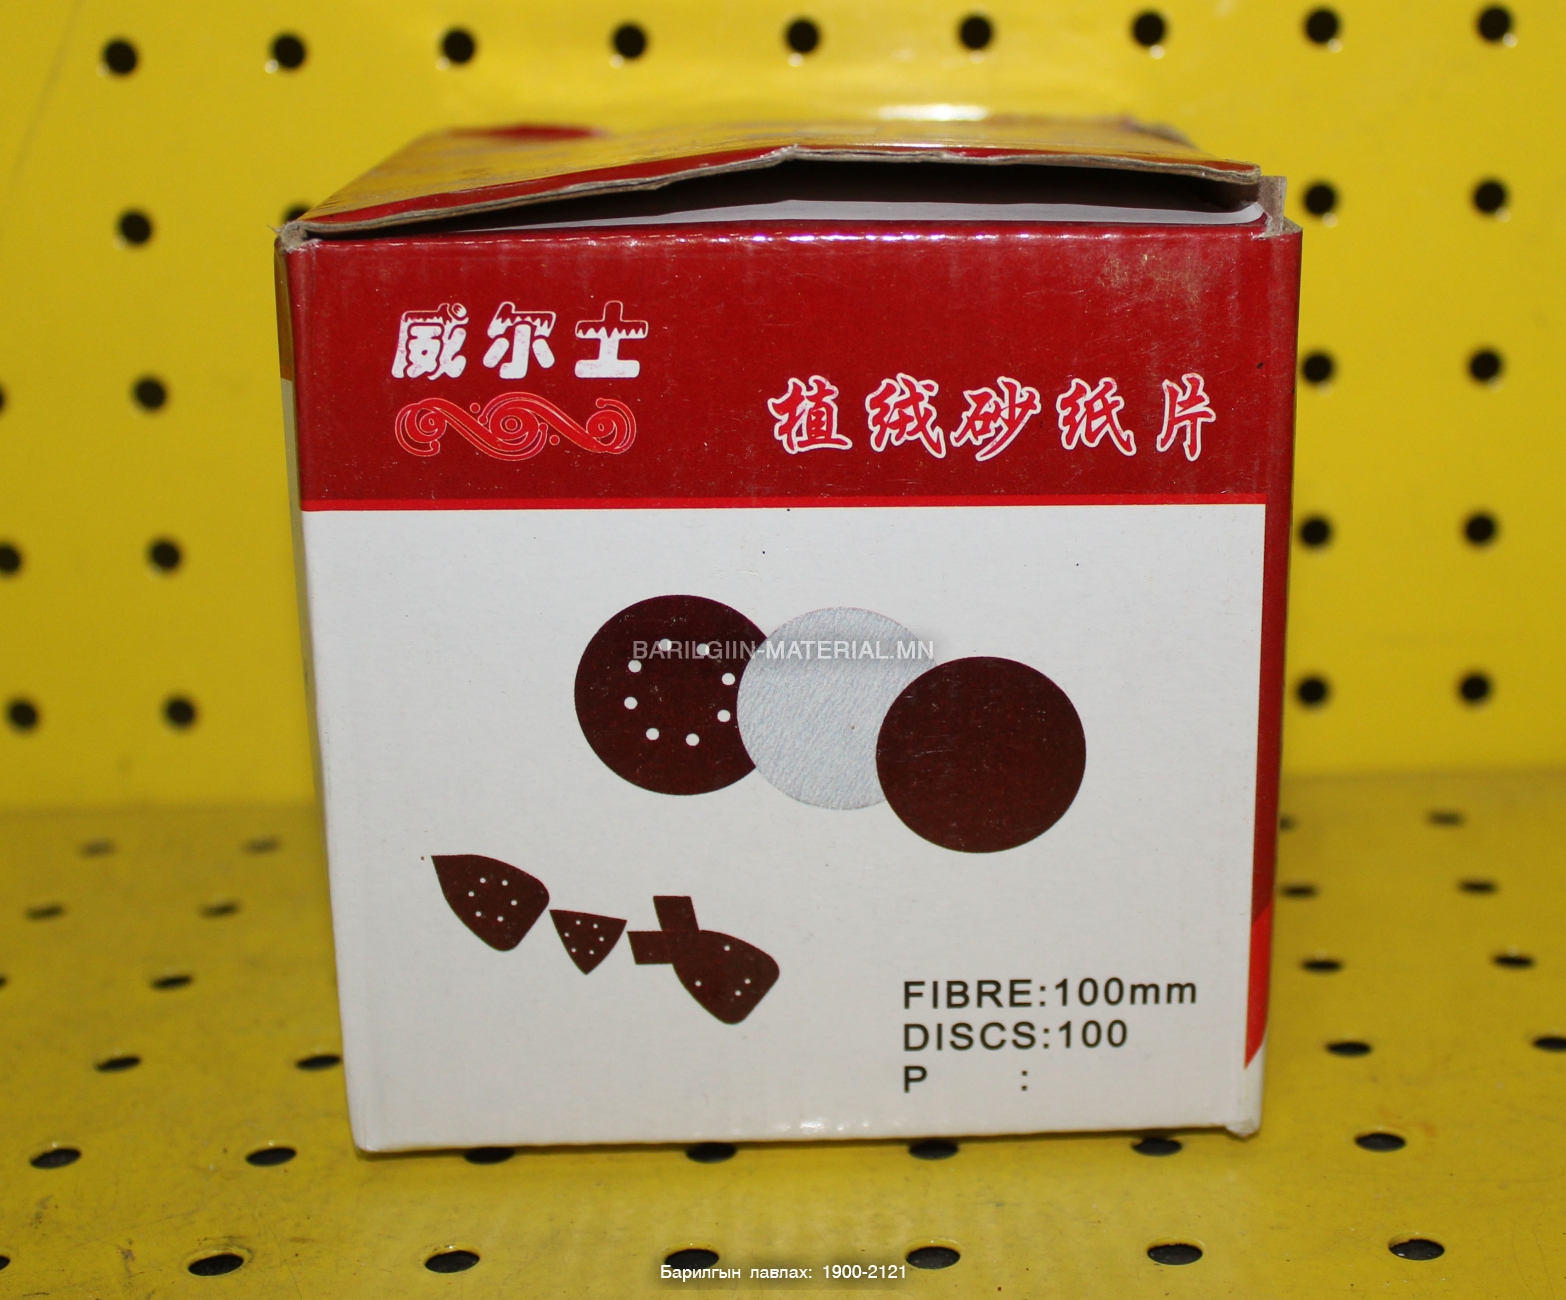 威尔士
植绒砂纸片
BARILGIIN-MATERIAL.MN
FIBRE:100mm
DISCS:100
P :
Барилгын лавлах: 1900-2121